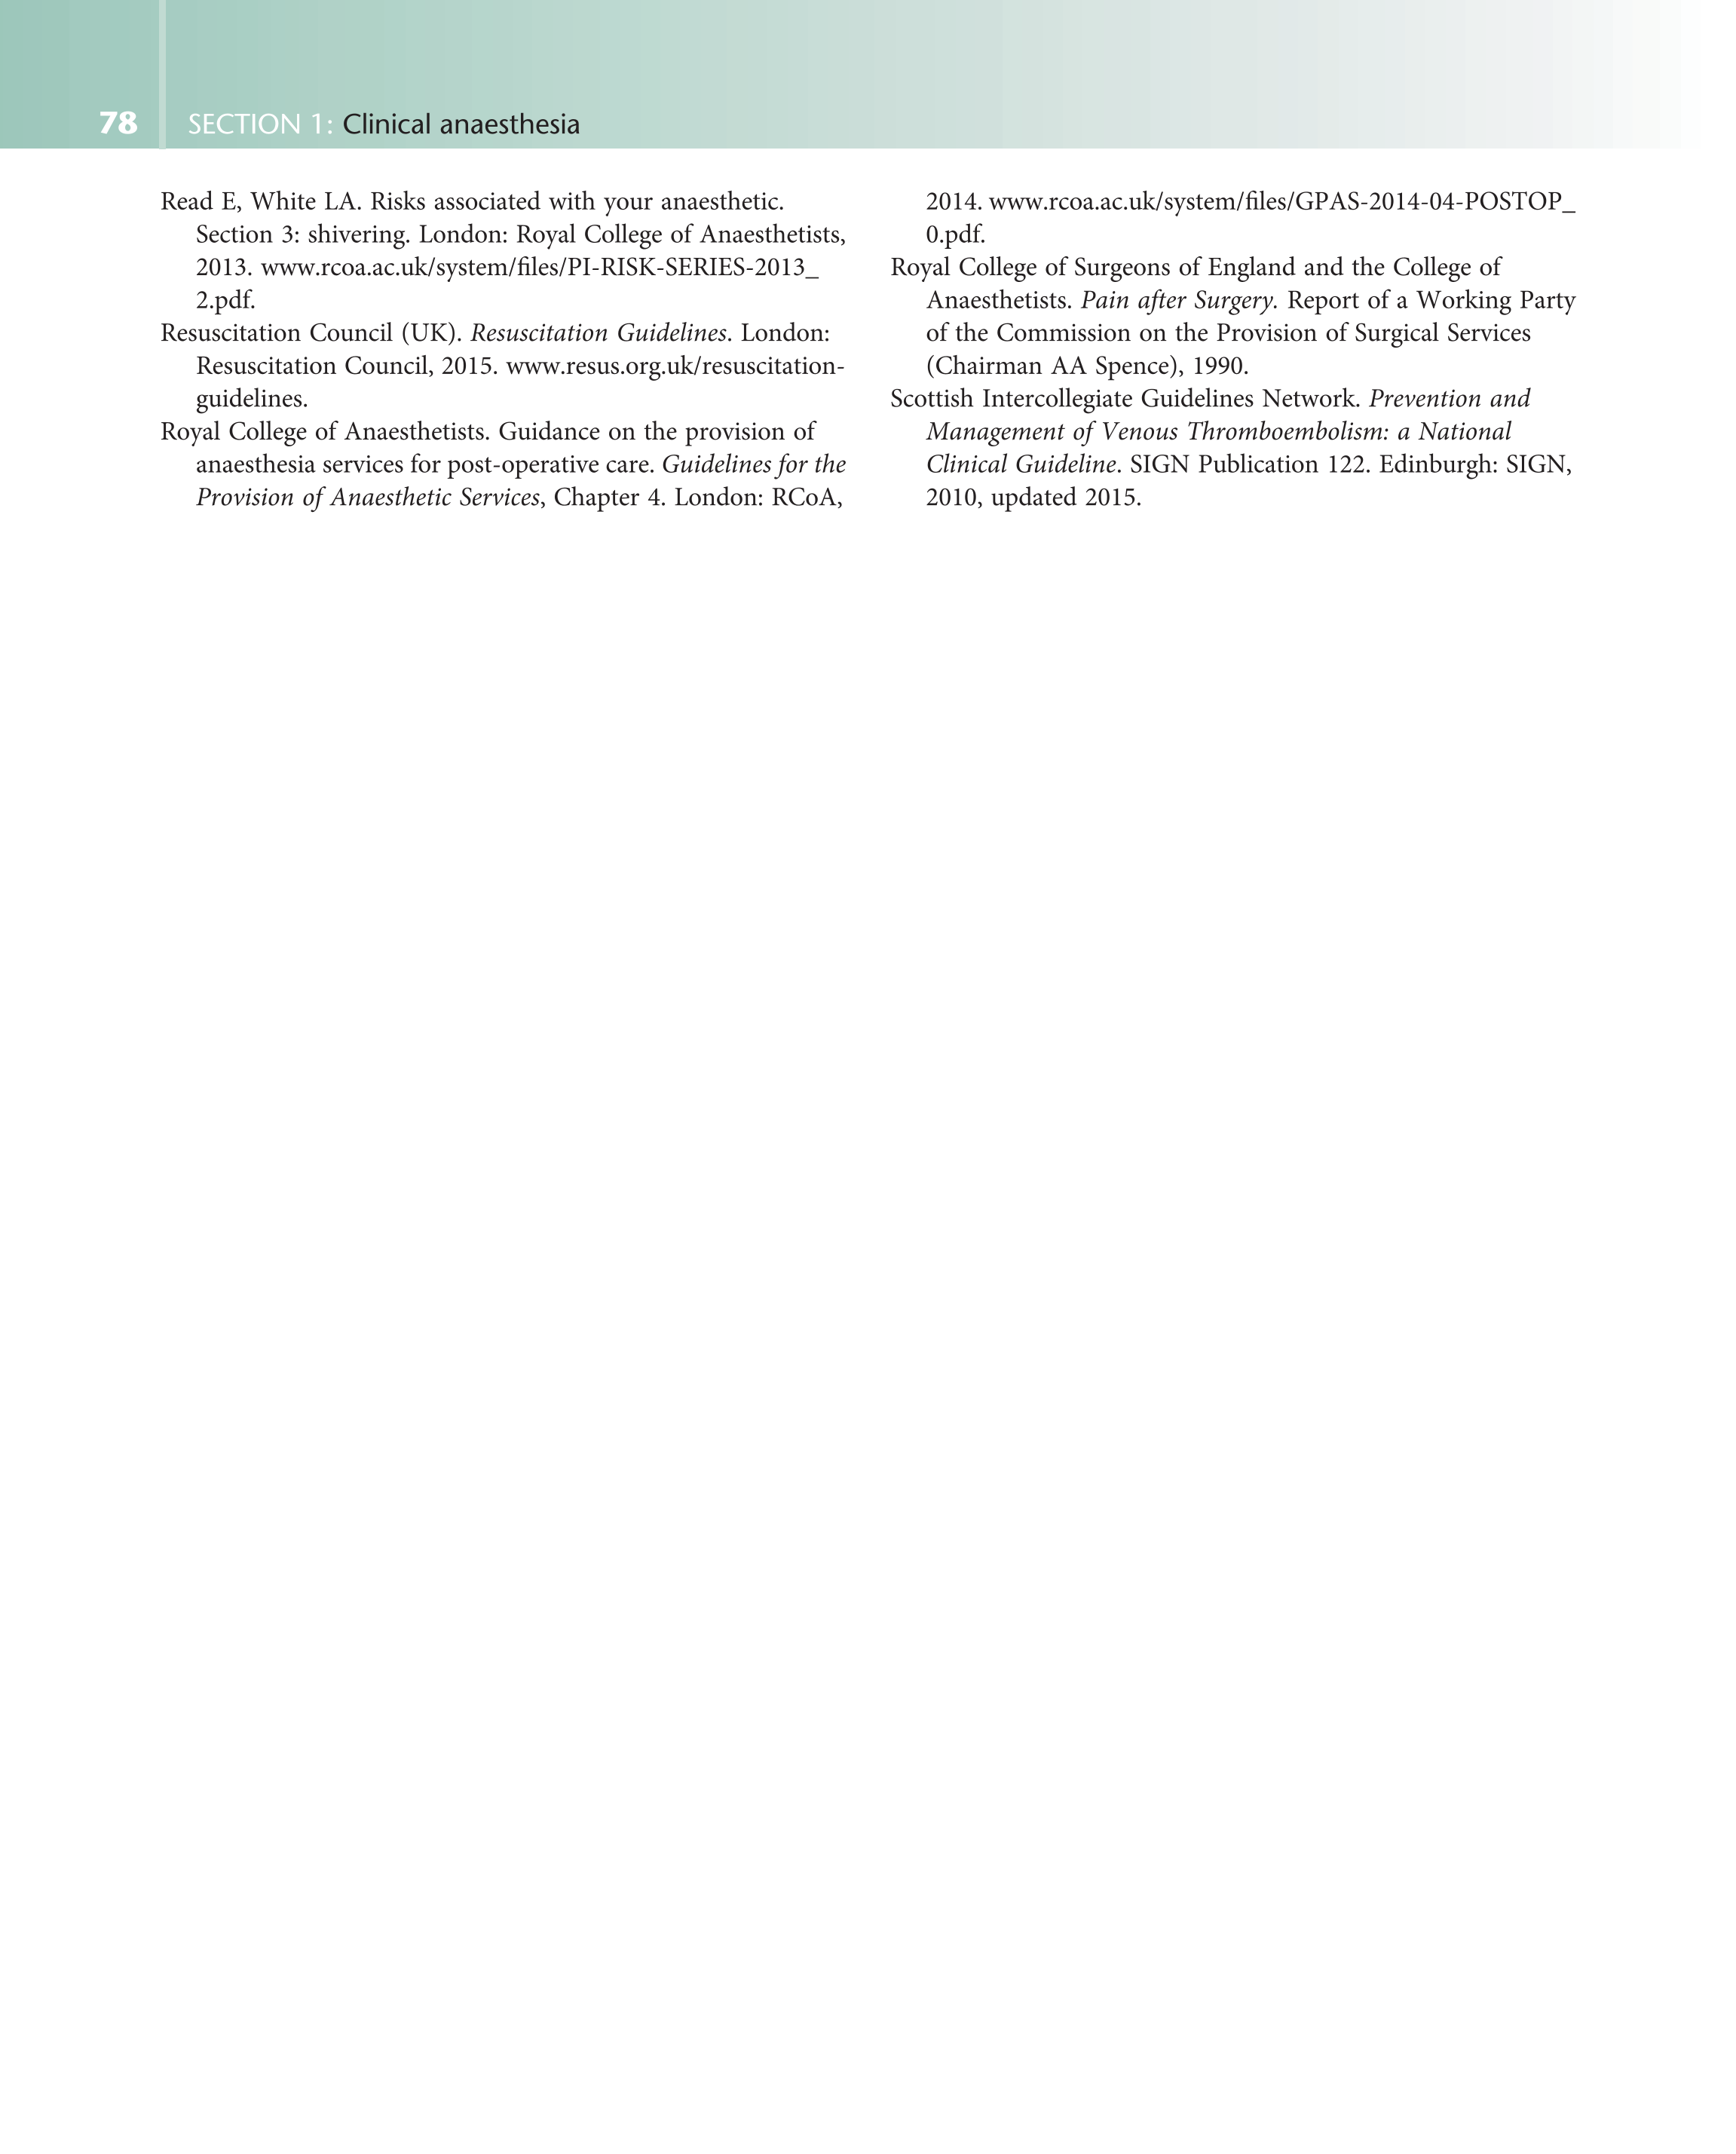 78 SECTION 1: Clinical anaesthesia
Read E, White LA. Risks associated with your anaesthetic.
Section 3: shivering. London: Royal College of Anaesthetists,
2013. www.rcoa.ac.uk/system/files/PI-RISK-SERIES-2013_
2.pdf.
Resuscitation Council (UK). Resuscitation Guidelines. London:
Resuscitation Council, 2015. www.resus.org.uk/resuscitation-
guidelines.
Royal College of Anaesthetists. Guidance on the provision of
anaesthesia services for post-operative care. Guidelines for the
Provision of Anaesthetic Services, Chapter 4. London: RCoA,
2014. www.rcoa.ac.uk/system/files/GPAS-2014-04-POSTOP_
0.pdf.
Royal College of Surgeons of England and the College of
Anaesthetists. Pain after Surgery. Report of a Working Party
of the Commission on the Provision of Surgical Services
(Chairman AA Spence), 1990.
Scottish Intercollegiate Guidelines Network. Prevention and
Management of Venous Thromboembolism: a National
Clinical Guideline. SIGN Publication 122. Edinburgh: SIGN,
2010, updated 2015.